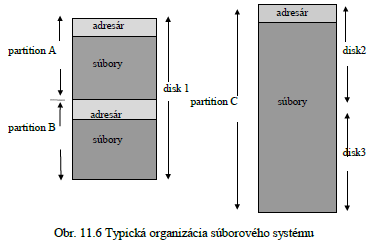 adresár
partition A
súbory
disk 1
adresár
partition B
súbory
adresár
disk2
partition C
súbory
disk3
Obr. 11.6 Typická organizácia súborového systému